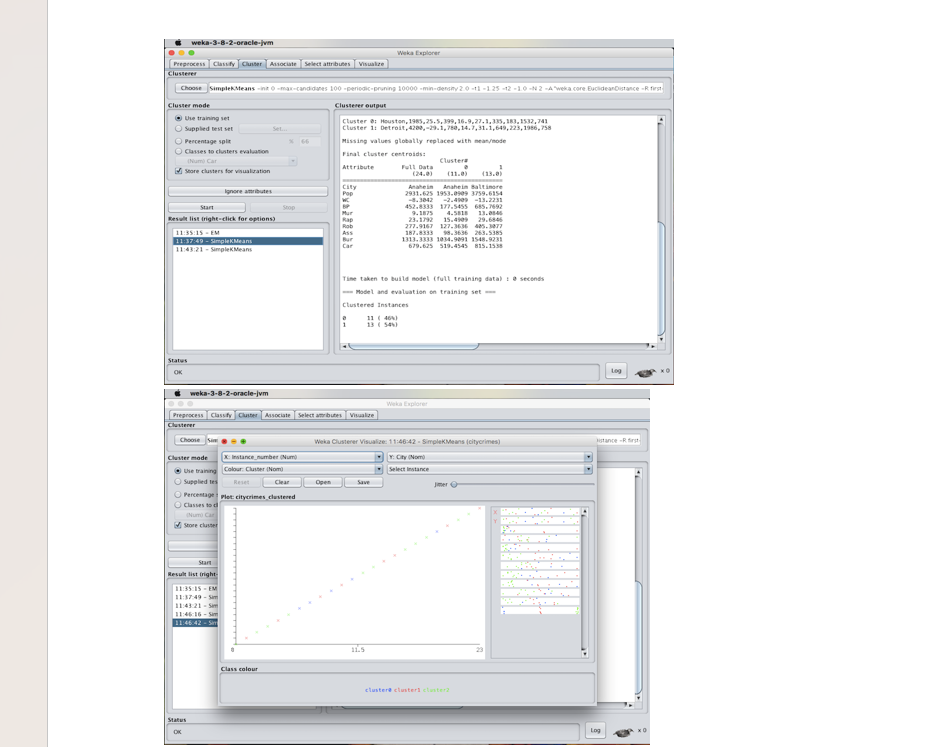 weka-3-8-2-oracle-jvm
Weka Explorer
Preprocess Classify Cluster Associate Select attributes Visualize
Clusterer
Choose SimpleKMeans -init 0 -max-candidates 100 -periodic-pruning 10000 -min-density 2.0 -t1 -1.25 -t2 -1.0 -N 2 -A "weka.core.EuclideanDistance -R first-
Cluster mode
Use training set
Supplied test set Set...
Percentage split % 66
Classes to clusters evaluation
(Num) Car
Store clusters for visualization
Ignore attributes
Start Stop
Result list (right-click for options)
11:35:15 - EM
11:37:49 - SimpleKMeans
11:43:21 - SimpleKMeans
Clusterer output
Cluster 0: Houston,1985,25.5,399,16.9,27.1,335,183,1532,741
Cluster 1: Detroit,4200,-29.1,780,14.7,31.1,649,223,1986,758
Missing values globally replaced with mean/mode
Final cluster centroids:
Cluster#
Attribute Full Data 0 1
(24.0) (11.0) (13.0)
City Anaheim Anaheim Baltimore
Pop 2931.625 1953.0909 3759.6154
WC -8.3042 -2.4909 -13.2231
BP 452.8333 177.5455 685.7692
Mur 9.1875 4.5818 13.0846
Rap 23.1792 15.4909 29.6846
Rob 277.9167 127.3636 405.3077
Ass 187.8333 98.3636 263.5385
Bur 1313.3333 1034.9091 1548.9231
Car 679.625 519.4545 815.1538
Time taken to build model (full training data) : 0 seconds
=== Model and evaluation on training set ===
Clustered Instances
0 11 ( 46%)
1 13 ( 54%)
Status
OK
Log x 0
weka-3-8-2-oracle-jvm
Weka Explorer
Preprocess Classify Cluster Associate Select attributes Visualize
Clusterer
Choose Sim
istance -R first-
Weka Clusterer Visualize: 11:46:42 - SimpleKMeans (citycrimes)
Cluster mode
Use training
Supplied tes
Percentage
Classes to cl
(Num) Car
Store cluster
Start
Result list (right-
11:35:15 - EM
11:37:49 - Sim
11:43:21 - Sim
11:46:16 - Sim
11:46:42 - Sim
X: Instance_number (Num) Y: City (Nom)
Colour: Cluster (Nom) Select Instance
Reset Clear Open Save Jitter
Plot: citycrimes_clustered
X
Y
0 11.5 23
Class colour
cluster0 cluster1 cluster2
Status
OK
Log x 0